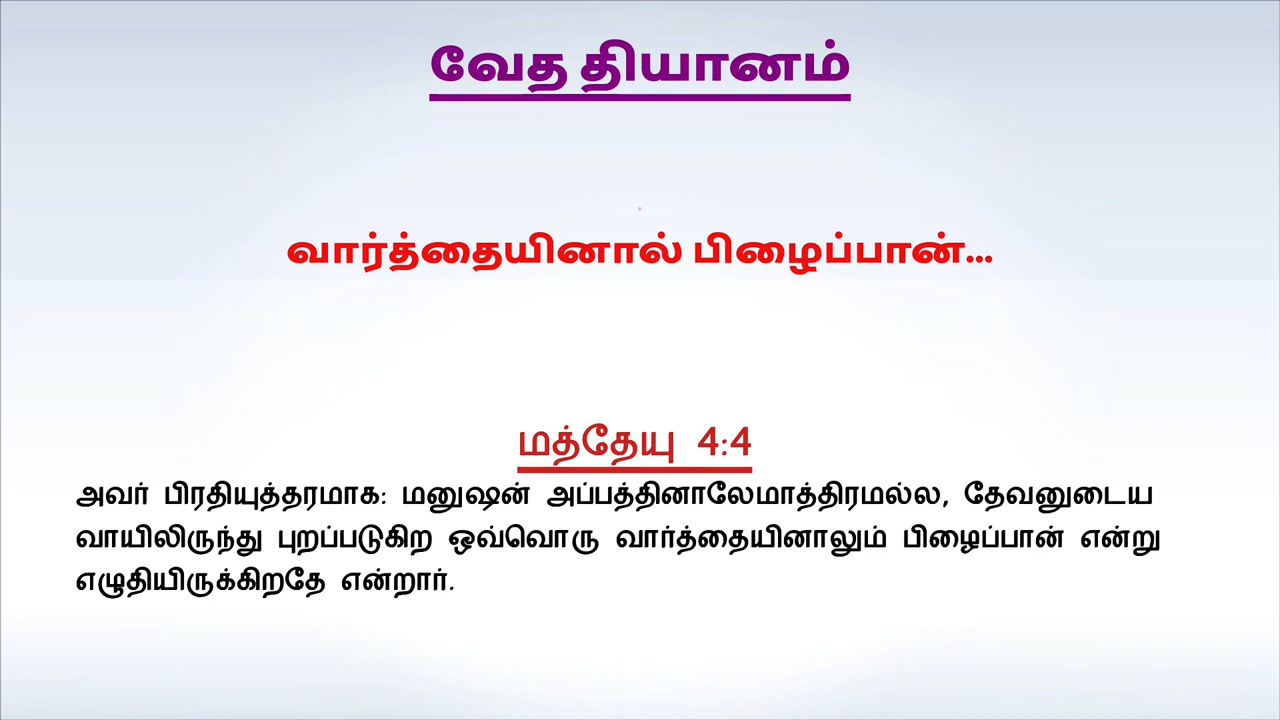 வேத தியானம்
வார்த்தையினால் பிழைப்பான்...
மத்தேயு 4:4
அவர் பிரதியுத்தரமாக: மனுஷன் அப்பத்தினாலேமாத்திரமல்ல, தேவனுடைய
வாயிலிருந்து புறப்படுகிற ஒவ்வொரு வார்த்தையினாலும் பிழைப்பான் என்று
எழுதியிருக்கிறதே என்றார்.